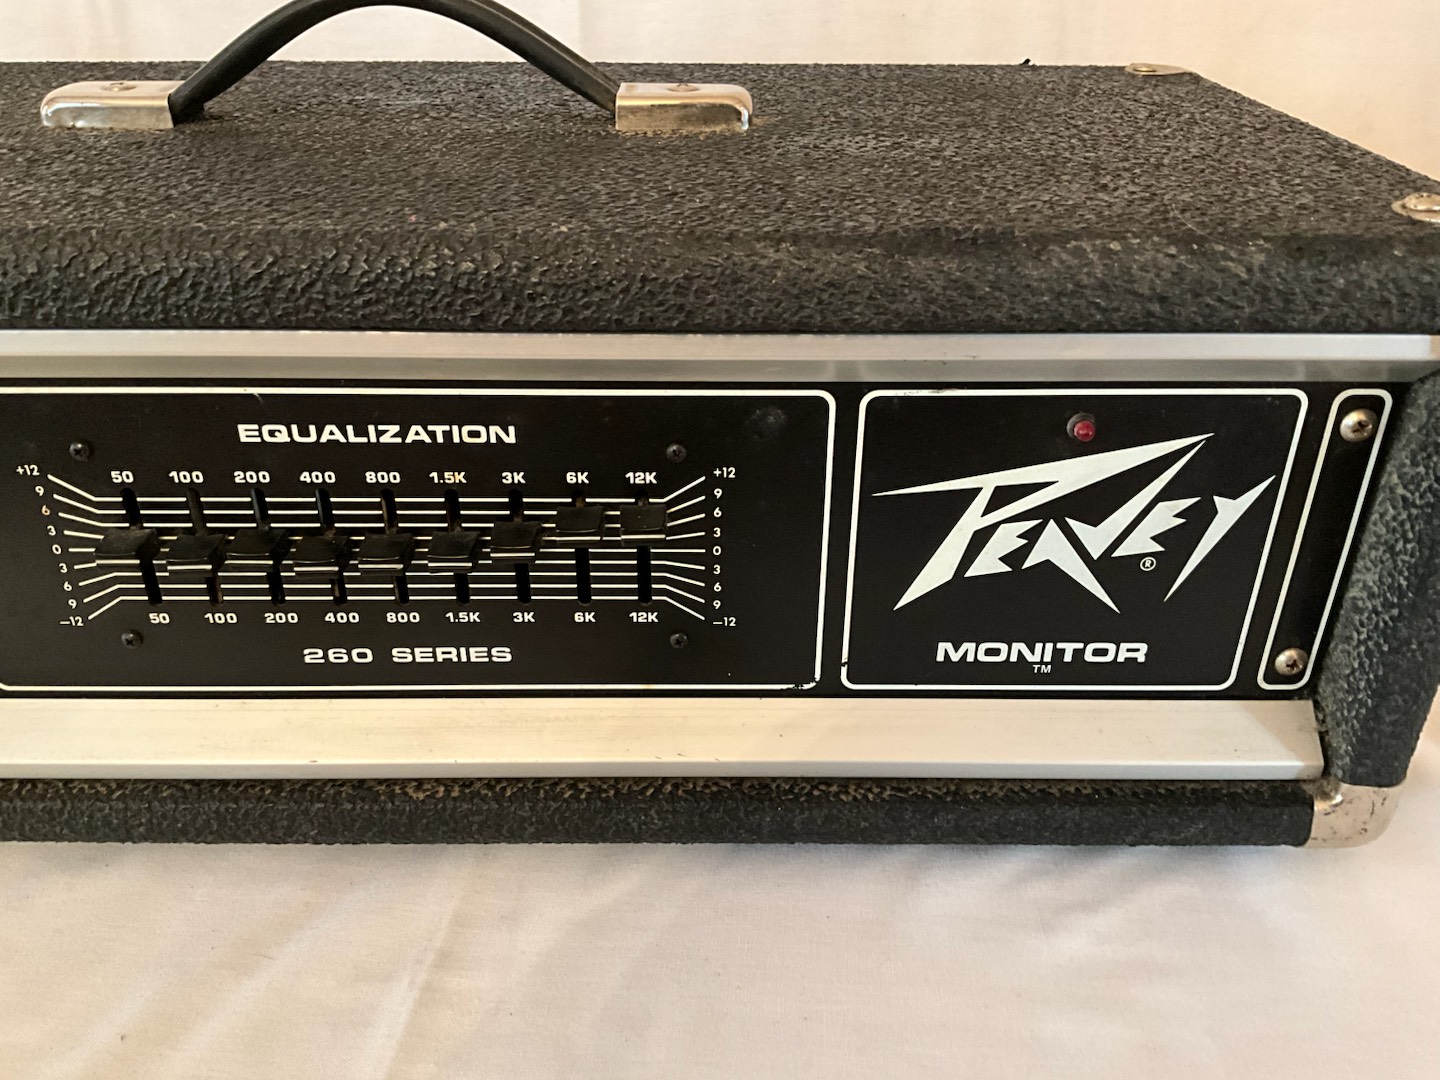 EQUALIZATION
50 100 200 400 800 1.5K 3K 6K 12K
+12 +12
9 9
6 6
3 3
0 0
3 3
6 6
9 9
–12 –12
50 100 200 400 800 1.5K 3K 6K 12K
260 SERIES
PEAVEY ®
MONITOR
TM